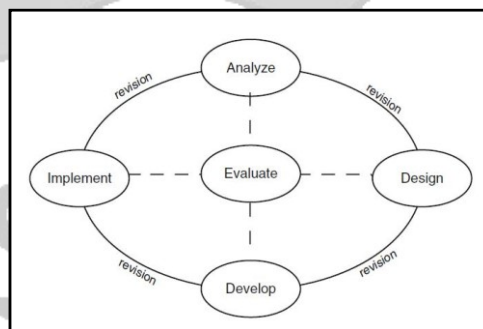 Analyze
revision
revision
Implement
Evaluate
Design
revision
revision
Develop